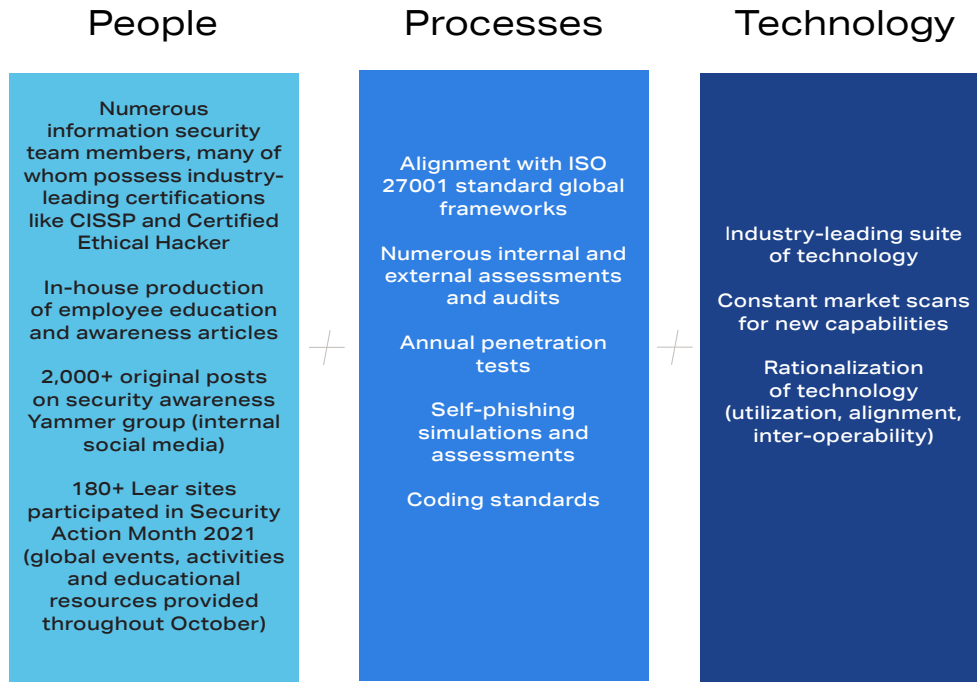 People
Numerous
information security
team members, many of
whom possess industry-
leading certifications
like CISSP and Certified
Ethical Hacker
In-house production
of employee education
and awareness articles
2,000+ original posts
on security awareness
Yammer group (internal
social media)
180+ Lear sites
participated in Security
Action Month 2021
(global events, activities
and educational
resources provided
throughout October)
+
Processes
Alignment with ISO
27001 standard global
frameworks
Numerous internal and
external assessments
and audits
Annual penetration
tests
Self-phishing
simulations and
assessments
Coding standards
+
Technology
Industry-leading suite
of technology
Constant market scans
for new capabilities
Rationalization
of technology
(utilization, alignment,
inter-operability)